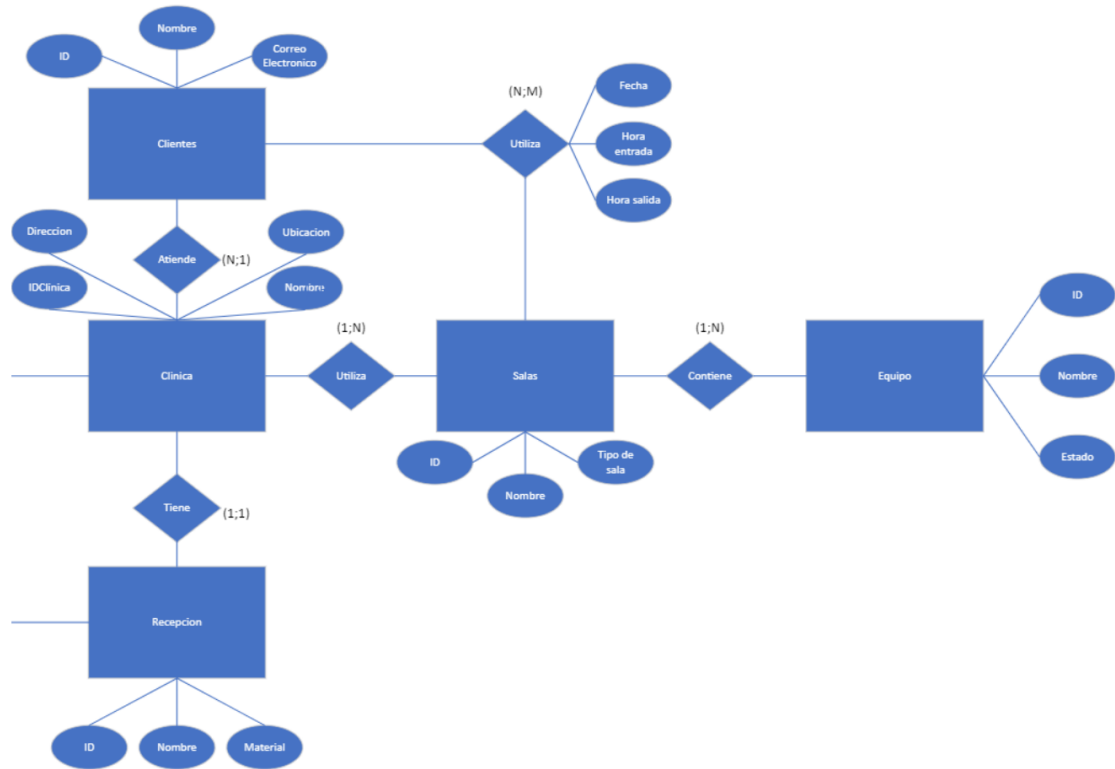 Nombre
ID
Correo
Electronico
Clientes
(N;M)
Utiliza
Fecha
Hora
entrada
Hora salida
Direccion
Ubicacion
Atiende
(N;1)
IDClinica
Nombre
Clinica
(1;N)
Utiliza
Salas
(1;N)
Contiene
Equipo
ID
Nombre
Estado
ID
Nombre
Tipo de
sala
Tiene
(1;1)
Recepcion
ID
Nombre
Material